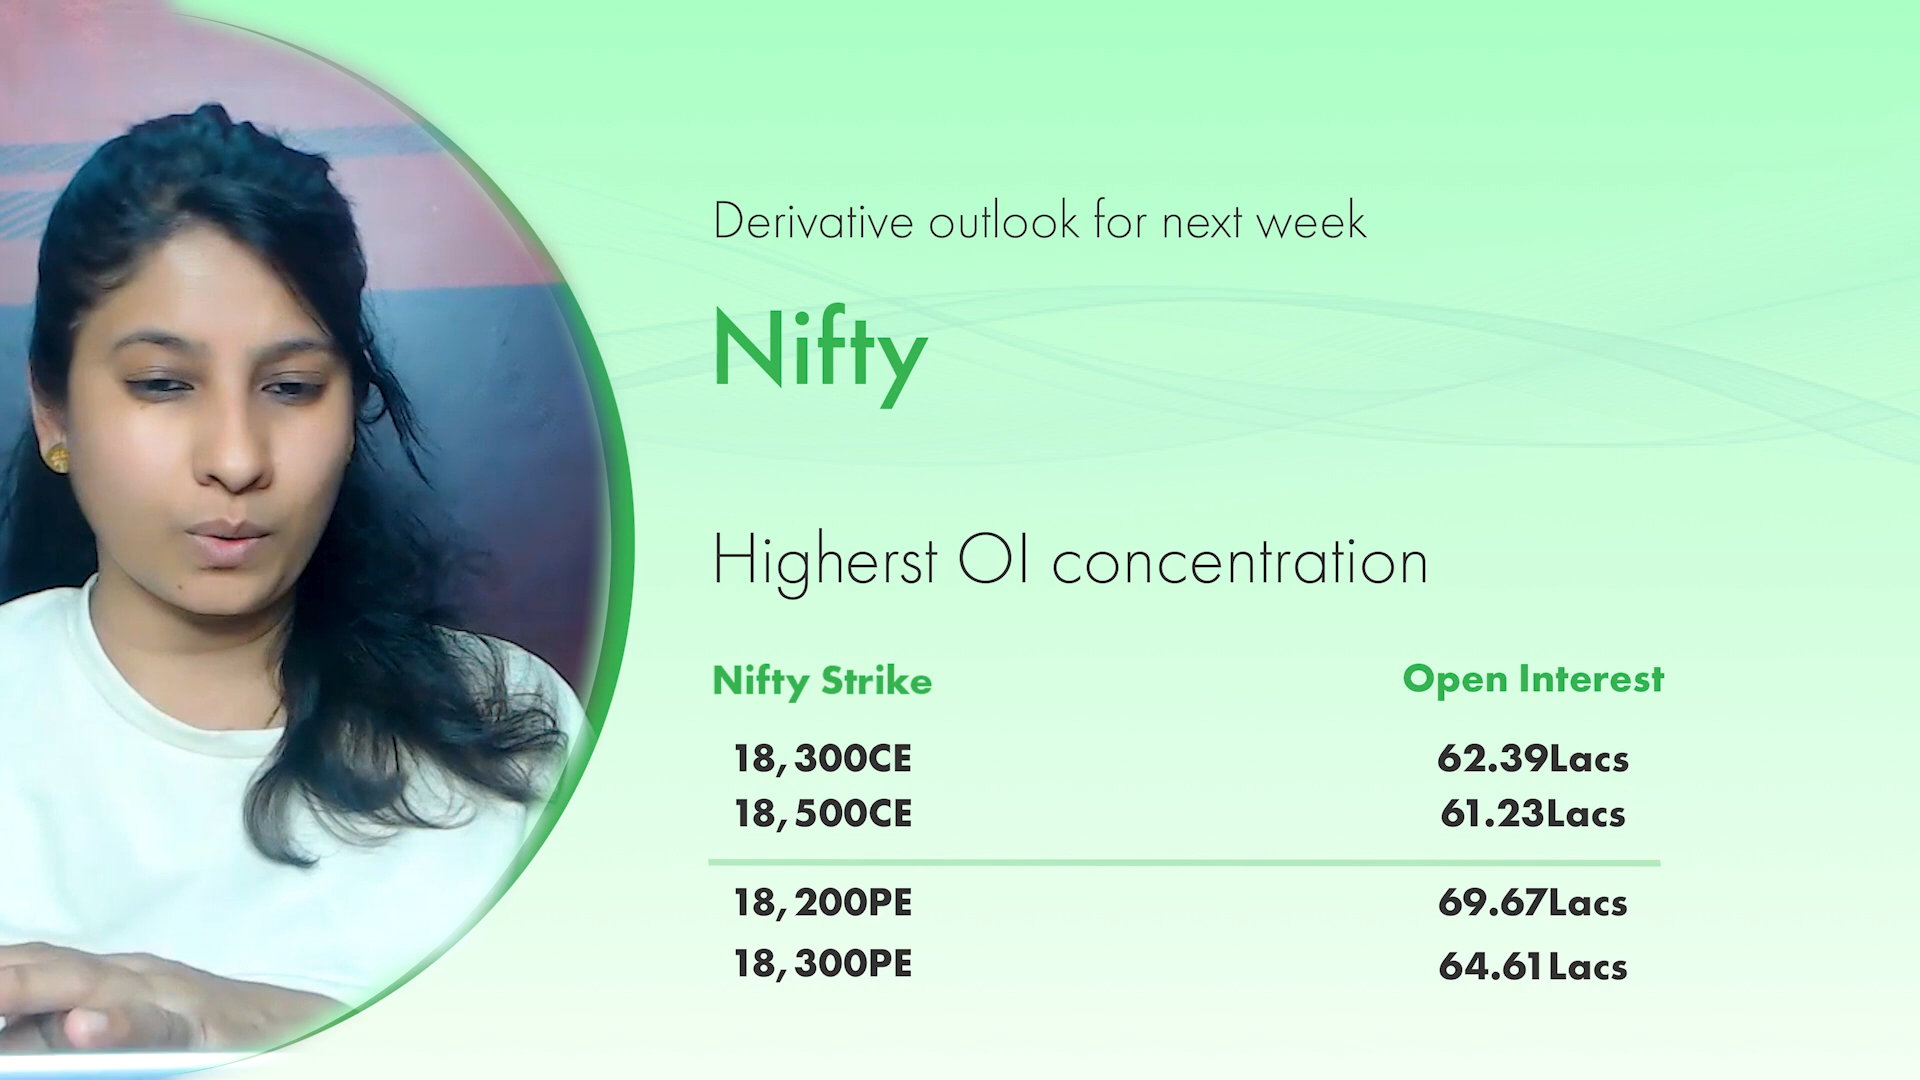 Derivative outlook for next week
Nifty
Higherst OI concentration
Nifty Strike Open Interest
18,300CE 62.39Lacs
18,500CE 61.23Lacs
18,200PE 69.67Lacs
18,300PE 64.61Lacs